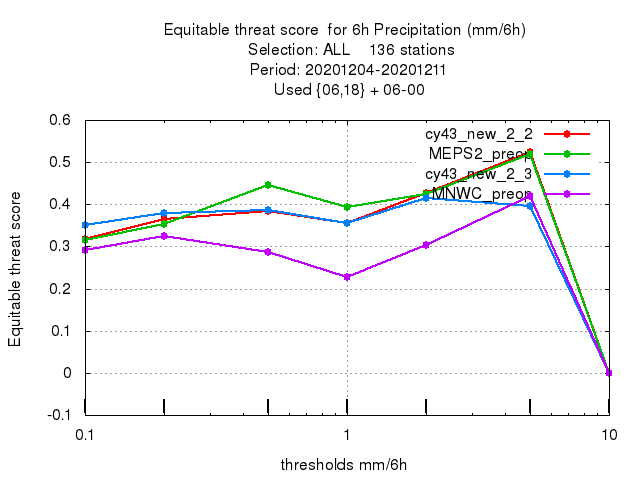 Equitable threat score for 6h Precipitation (mm/6h)
Selection: ALL 136 stations
Period: 20201204-20201211
Used {06,18} + 06-00
0.6
0.5
0.4
0.3
0.2
0.1
0
-0.1
Equitable threat score
cy43_new_2_2
MEPS2_preop
cy43_new_2_3
MNWC_preop
0.1 1 10
thresholds mm/6h